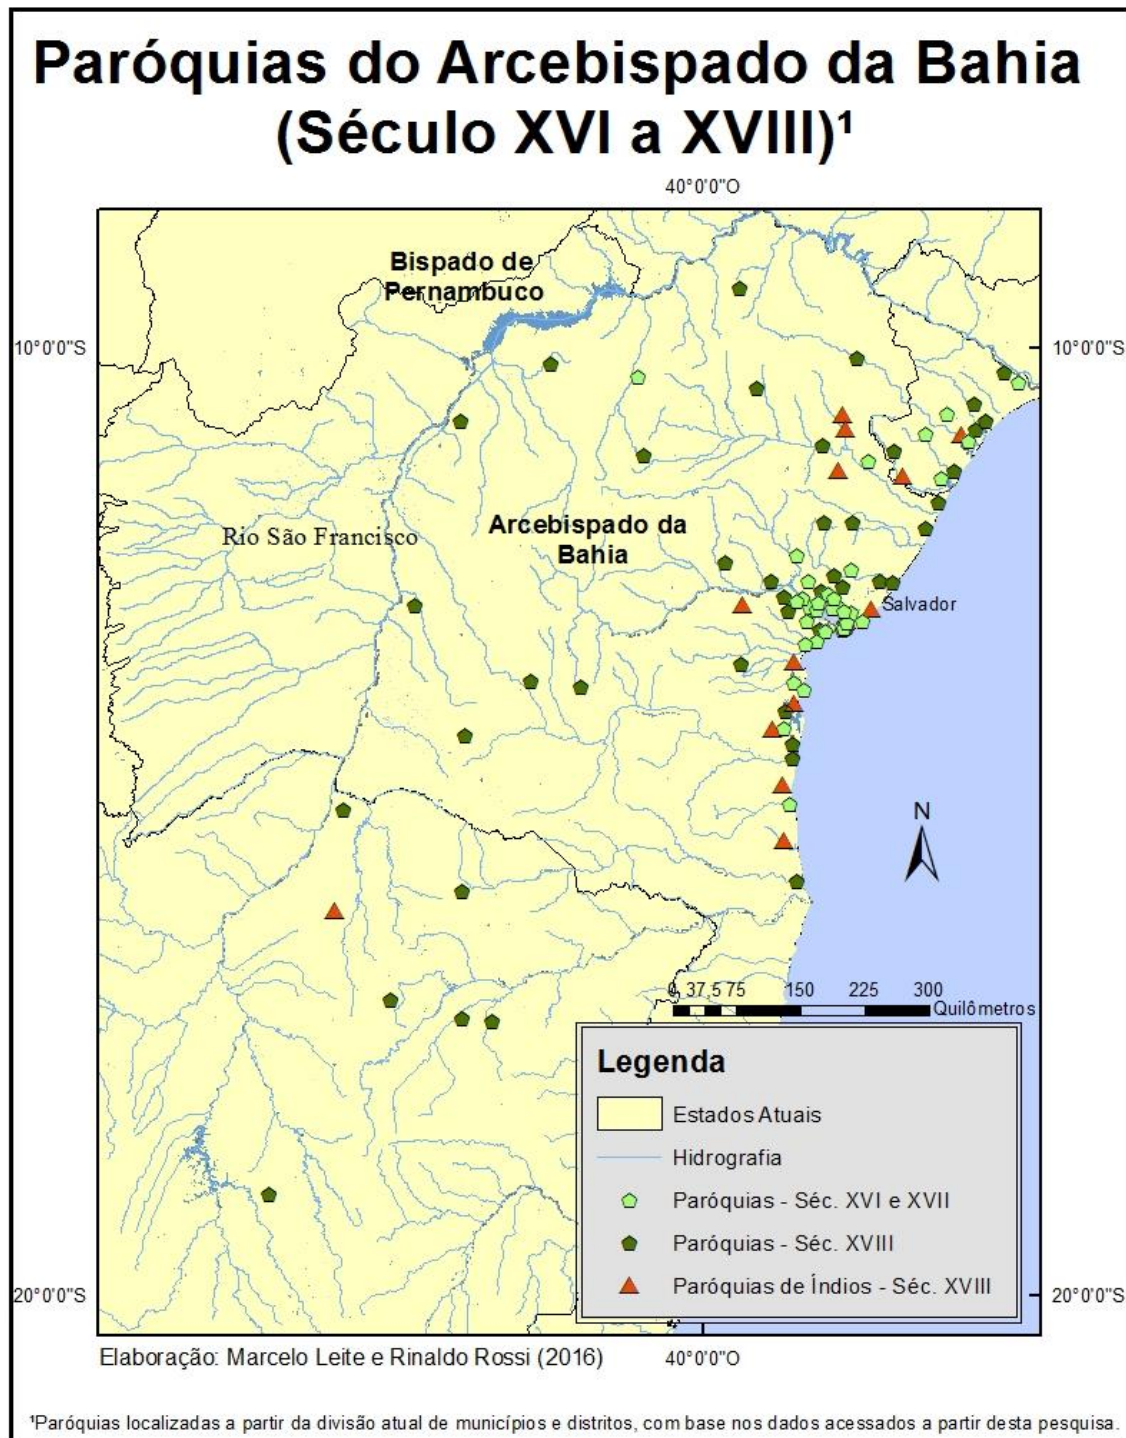 Paróquias do Arcebispado da Bahia
(Século XVI a XVIII)¹
40°0'0"O
Bispado de
Pernambuco
10°0'0"S
10°0'0"S
Arcebispado da
Bahia
Rio São Francisco
Salvador
N
0 37,5 75 150 225 300
Quilômetros
Legenda
Estados Atuais
Hidrografia
Paróquias - Séc. XVI e XVII
Paróquias - Séc. XVIII
Paróquias de Índios - Séc. XVIII
20°0'0"S
20°0'0"S
Elaboração: Marcelo Leite e Rinaldo Rossi (2016)
40°0'0"O
¹Paróquias localizadas a partir da divisão atual de municípios e distritos, com base nos dados acessados a partir desta pesquisa.